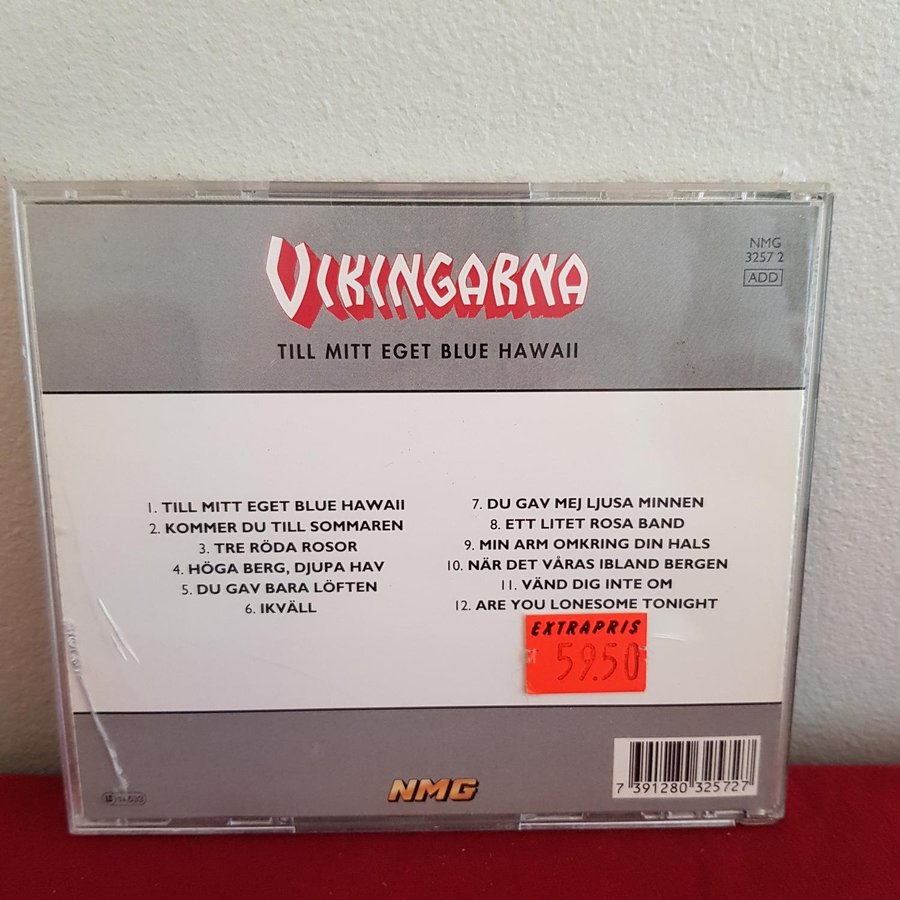 VIKINGARNA
TILL MITT EGET BLUE HAWAII
NMG
3257 2
ADD
1. TILL MITT EGET BLUE HAWAII
2. KOMMER DU TILL SOMMAREN
3. TRE RÖDA ROSOR
4. HÖGA BERG, DJUPA HAV
5. DU GAV BARA LÖFTEN
6. IKVÄLL
7. DU GAV MEJ LJUSA MINNEN
8. ETT LITET ROSA BAND
9. MIN ARM OMKRING DIN HALS
10. NÄR DET VÅRAS IBLAND BERGEN
11. VÄND DIG INTE OM
12. ARE YOU LONESOME TONIGHT
EXTRAPRIS
59.50
NMG
7 391280 325727